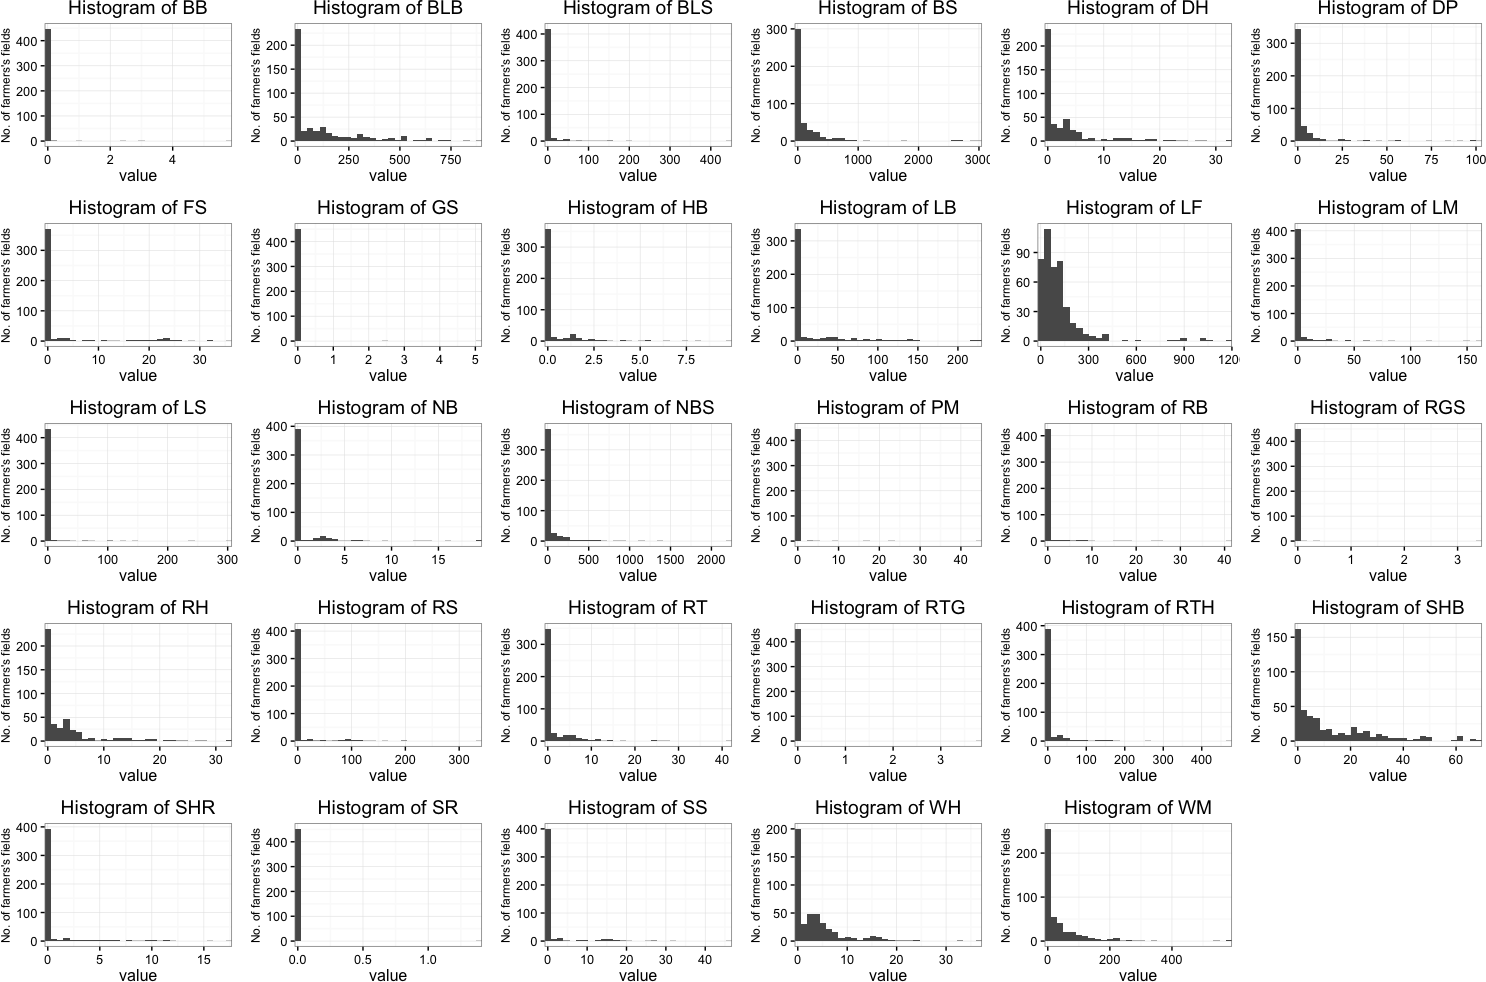 Histogram of BB
No. of farmers's fields
400
300
200
100
0
0 2 4
value
Histogram of BLB
No. of farmers's fields
200
150
100
50
0
0 250 500 750
value
Histogram of BLS
No. of farmers's fields
400
300
200
100
0
0 100 200 300 400
value
Histogram of BS
No. of farmers's fields
300
200
100
0
0 1000 2000 3000
value
Histogram of DH
No. of farmers's fields
200
150
100
50
0
0 10 20 30
value
Histogram of DP
No. of farmers's fields
300
200
100
0
0 25 50 75 100
value
Histogram of FS
No. of farmers's fields
300
200
100
0
0 10 20 30
value
Histogram of GS
No. of farmers's fields
400
300
200
100
0
0 1 2 3 4 5
value
Histogram of HB
No. of farmers's fields
300
200
100
0
0.0 2.5 5.0 7.5
value
Histogram of LB
No. of farmers's fields
300
200
100
0
0 50 100 150 200
value
Histogram of LF
No. of farmers's fields
90
60
30
0
0 300 600 900 120
value
Histogram of LM
No. of farmers's fields
400
300
200
100
0
0 50 100 150
value
Histogram of LS
No. of farmers's fields
400
300
200
100
0
0 100 200 300
value
Histogram of NB
No. of farmers's fields
400
300
200
100
0
0 5 10 15
value
Histogram of NBS
No. of farmers's fields
300
200
100
0
0 500 1000 1500 2000
value
Histogram of PM
No. of farmers's fields
400
300
200
100
0
0 10 20 30 40
value
Histogram of RB
No. of farmers's fields
400
300
200
100
0
0 10 20 30 40
value
Histogram of RGS
No. of farmers's fields
400
300
200
100
0
0 1 2 3
value
Histogram of RH
No. of farmers's fields
200
150
100
50
0
0 10 20 30
value
Histogram of RS
No. of farmers's fields
400
300
200
100
0
0 100 200 300
value
Histogram of RT
No. of farmers's fields
300
200
100
0
0 10 20 30 40
value
Histogram of RTG
No. of farmers's fields
400
300
200
100
0
0 1 2 3
value
Histogram of RTH
No. of farmers's fields
400
300
200
100
0
0 100 200 300 400
value
Histogram of SHB
No. of farmers's fields
150
100
50
0
0 20 40 60
value
Histogram of SHR
No. of farmers's fields
400
300
200
100
0
0 5 10 15
value
Histogram of SR
No. of farmers's fields
400
300
200
100
0
0.0 0.5 1.0
value
Histogram of SS
No. of farmers's fields
400
300
200
100
0
0 10 20 30 40
value
Histogram of WH
No. of farmers's fields
200
150
100
50
0
0 10 20 30
value
Histogram of WM
No. of farmers's fields
200
100
0
0 200 400
value